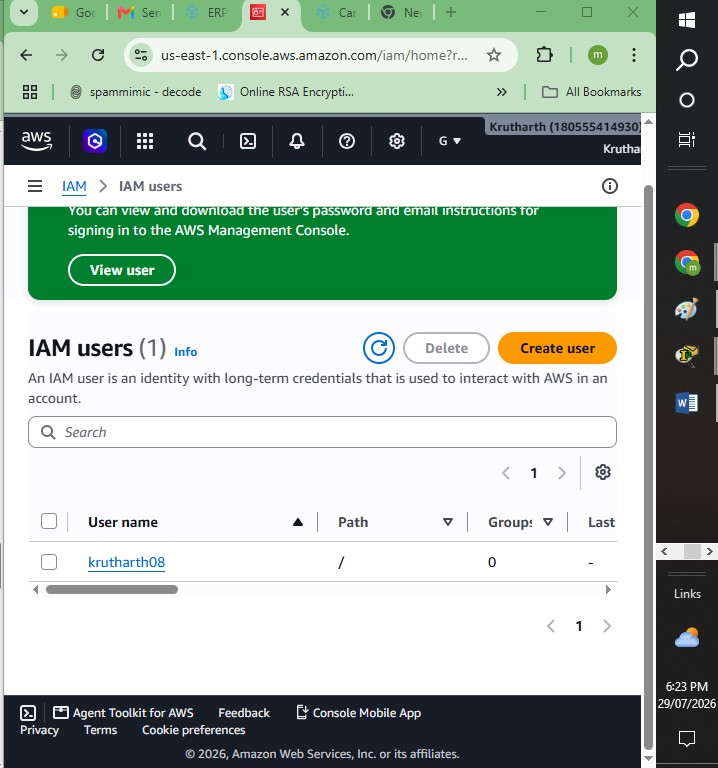 Goc
Sen
ERP
Car
Ne
us-east-1.console.aws.amazon.com/iam/home?r...
m
spammimic - decode
Online RSA Encrypti...
»
All Bookmarks
aws
G
Krutharth (180555414930)
Krutha
IAM > IAM users
You can view and download the user's password and email instructions for
signing in to the AWS Management Console.
View user
IAM users (1) Info
Delete
Create user
An IAM user is an identity with long-term credentials that is used to interact with AWS in an
account.
Search
1
User name
Path
Groups
Last
krutharth08
/
0
-
1
Agent Toolkit for AWS
Feedback
Console Mobile App
Privacy
Terms
Cookie preferences
© 2026, Amazon Web Services, Inc. or its affiliates.
Links
6:23 PM
29/07/2026